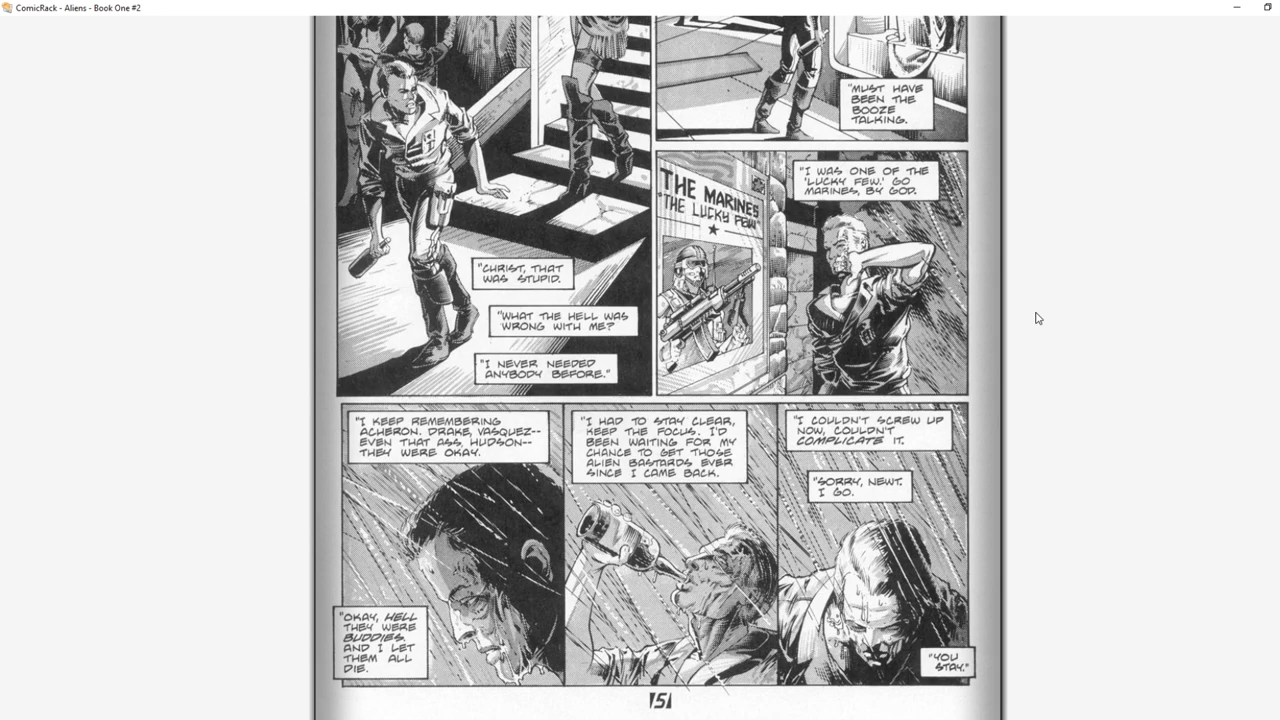 ComicRack - Aliens - Book One #2
"MUST HAVE
BEEN THE
BOOZE
TALKING.
"CHRIST, THAT
WAS STUPID.
"WHAT THE HELL WAS
WRONG WITH ME?
"I NEVER NEEDED
ANYBODY BEFORE."
THE MARINES
"THE LUCKY FEW"
"I WAS ONE OF THE
'LUCKY FEW.' GO
MARINES, BY GOD.
"I KEEP REMEMBERING
ACHERON. DRAKE, VASQUEZ--
EVEN THAT ASS, HUDSON--
THEY WERE OKAY.
"OKAY, HELL
THEY WERE
BUDDIES,
AND I LET
THEM ALL
DIE.
"I HAD TO STAY CLEAR,
KEEP THE FOCUS. I'D
BEEN WAITING FOR MY
CHANCE TO GET THOSE
ALIEN BASTARDS EVER
SINCE I CAME BACK.
"I COULDN'T SCREW UP
NOW, COULDN'T
COMPLICATE IT.
"SORRY, NEWT.
I GO.
"YOU
STAY."
151